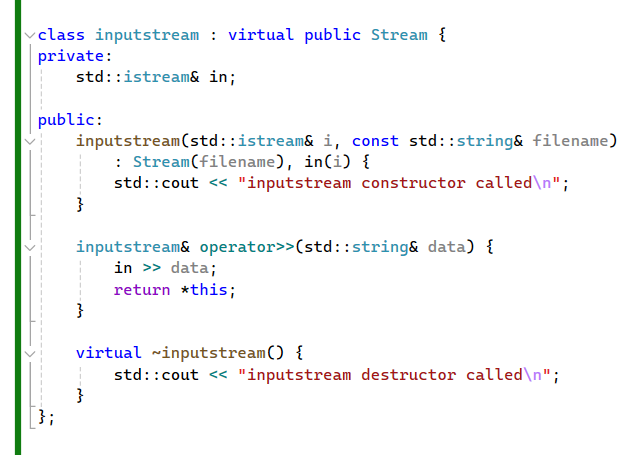 class inputstream : virtual public Stream {
private:
    std::istream& in;

public:
    inputstream(std::istream& i, const std::string& filename)
        : Stream(filename), in(i) {
        std::cout << "inputstream constructor called\n";
    }

    inputstream& operator>>(std::string& data) {
        in >> data;
        return *this;
    }

    virtual ~inputstream() {
        std::cout << "inputstream destructor called\n";
    }
};